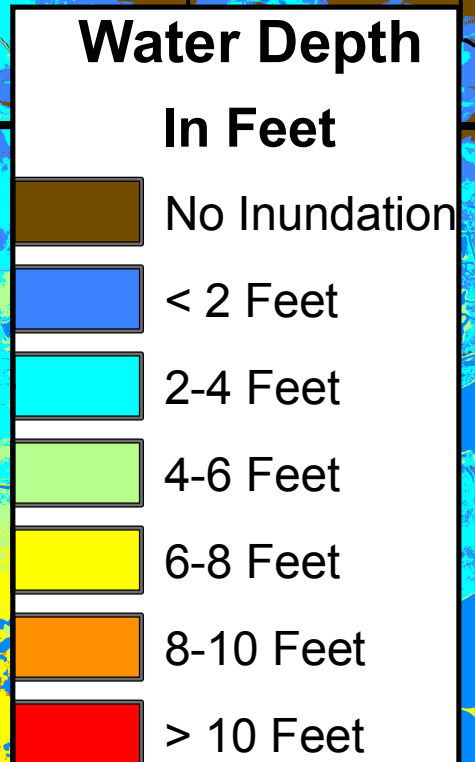 Water Depth
In Feet
No Inundation
< 2 Feet
2-4 Feet
4-6 Feet
6-8 Feet
8-10 Feet
> 10 Feet